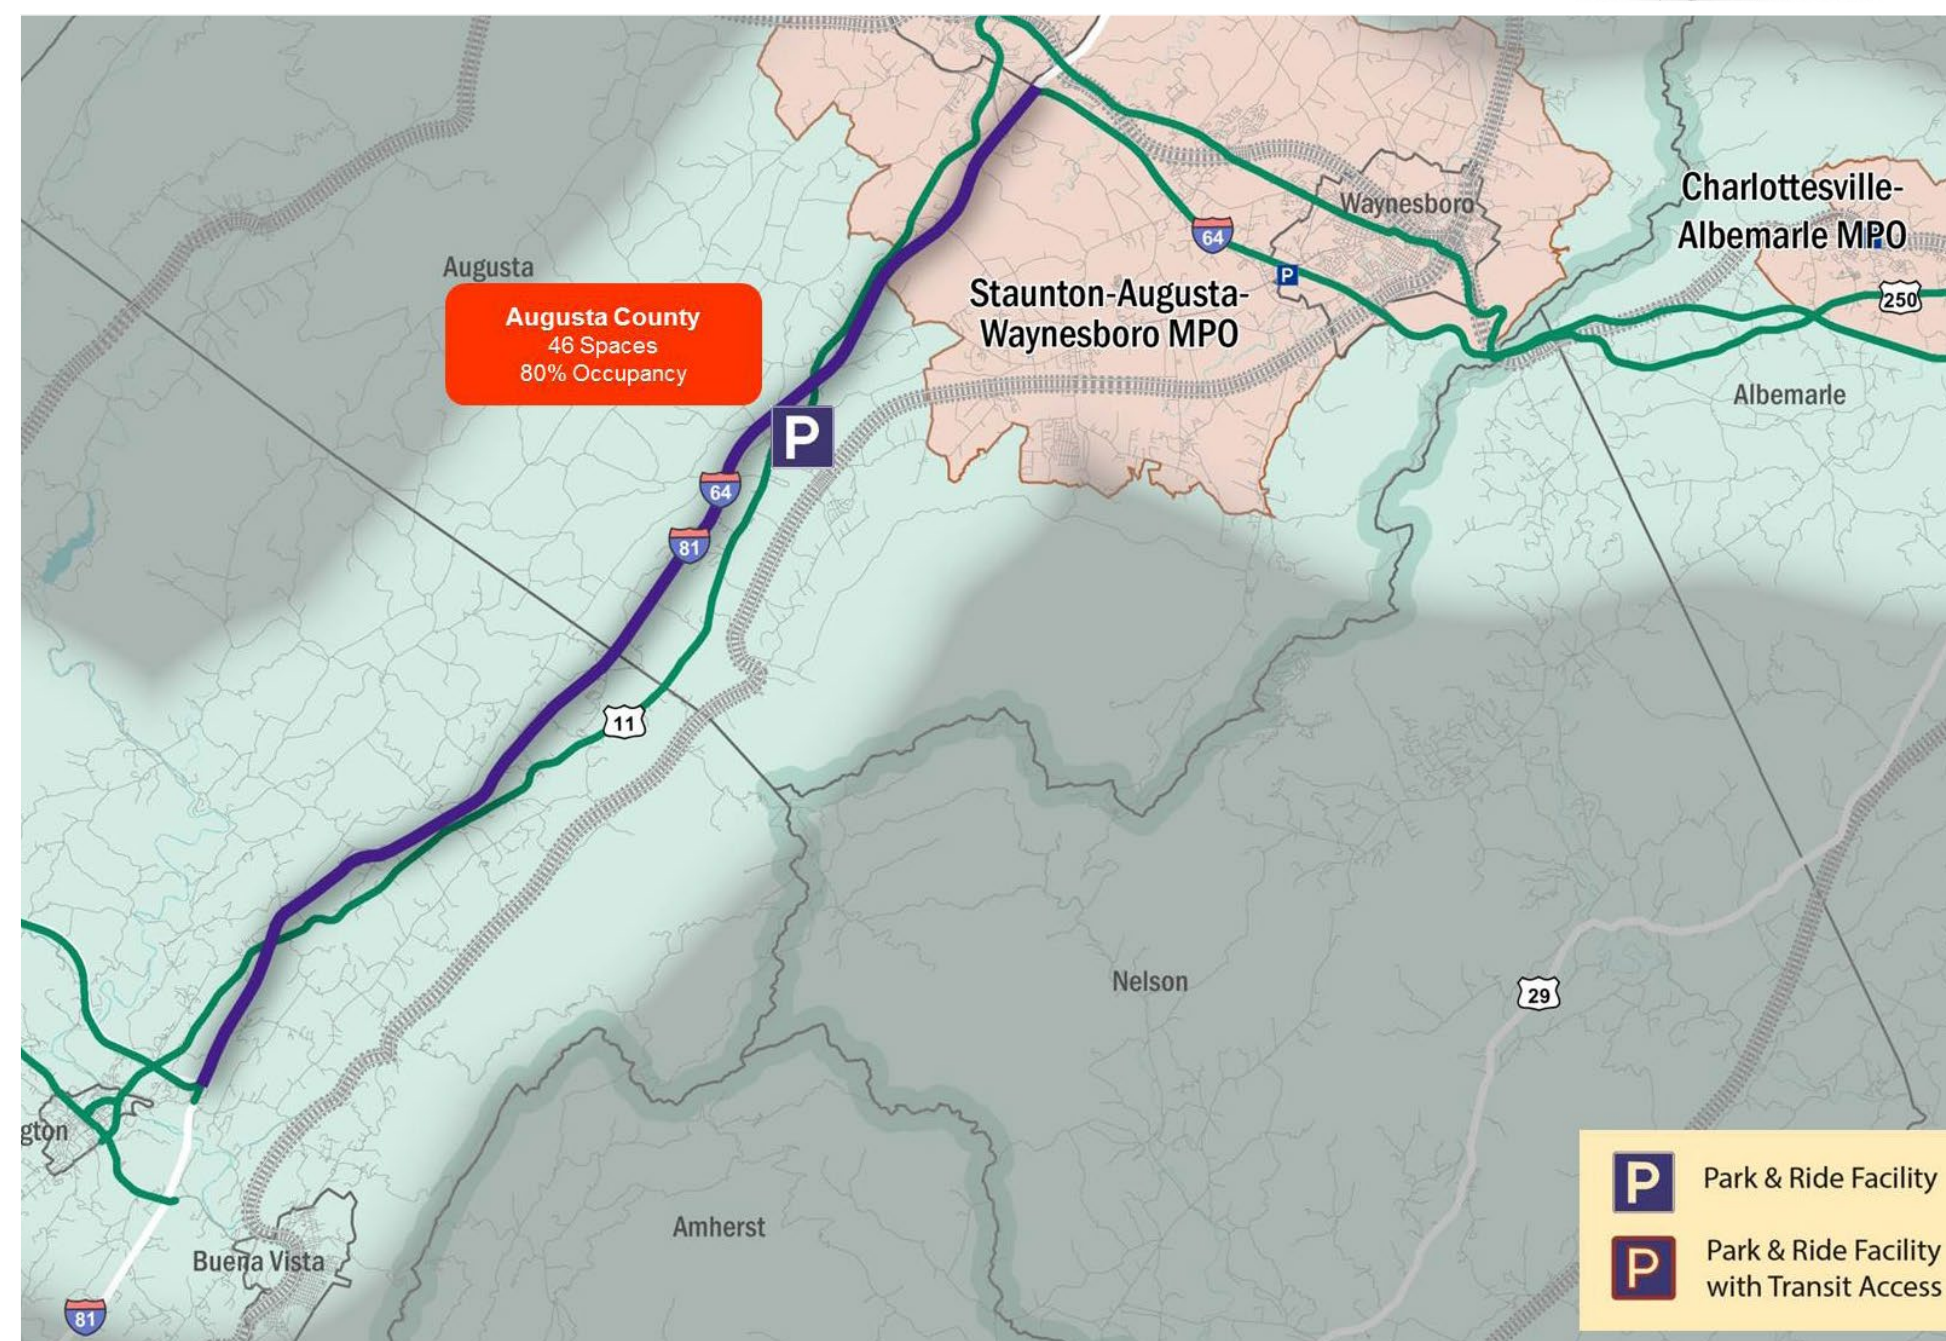 Charlottesville-
Albemarle MPO
Waynesboro
64
P
250
Augusta
Augusta County
46 Spaces
80% Occupancy
Staunton-Augusta-
Waynesboro MPO
Albemarle
P
64
81
11
Nelson
29
gton
Buena Vista
Amherst
81
P Park & Ride Facility
P Park & Ride Facility
with Transit Access